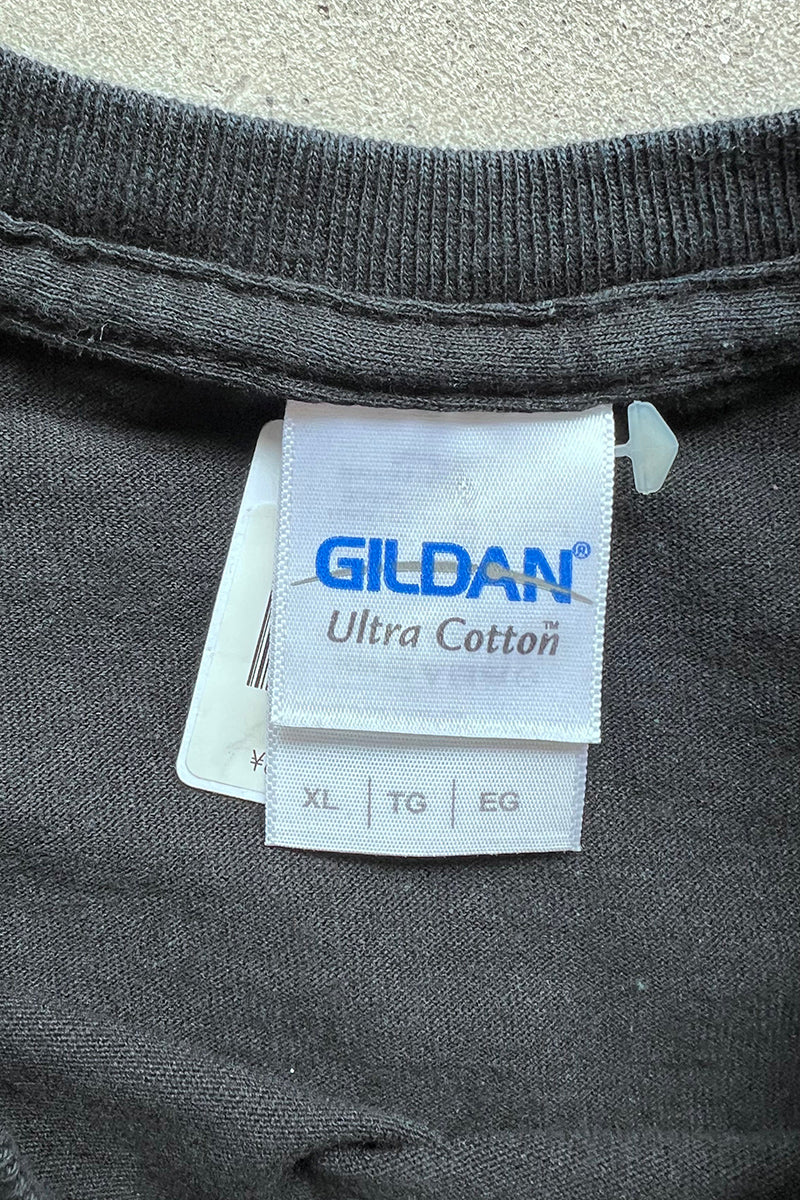 GILDAN®
Ultra Cotton™
XL | TG | EG
¥